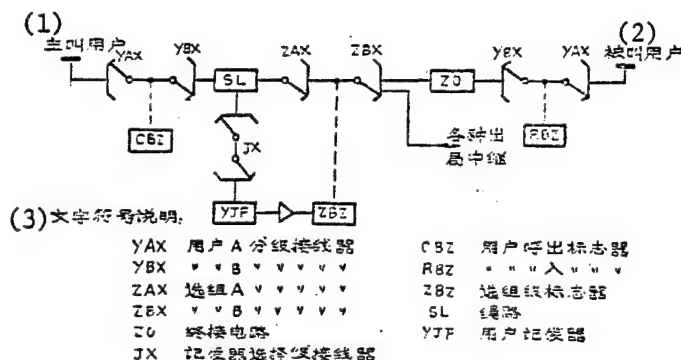 (1)
主叫用户
(2)
被叫用户
YAX
YBX
SL
ZAX
ZBX
ZO
YBX
YAX
CBZ
JX
各种出
局中继
RBZ
YJF
ZBZ
(3) 文字符号说明:
YAX 用户A分组接线器
YBX " " B " " " " " "
ZAX 选组A " " " " " "
ZBX " " B " " " " " "
ZO 终接电路
JX 记发器选择级接线器
CBZ 用户呼出标志器
RBZ " " " 入 " " "
ZBZ 选组级标志器
SL 绳路
YJF 用户记发器